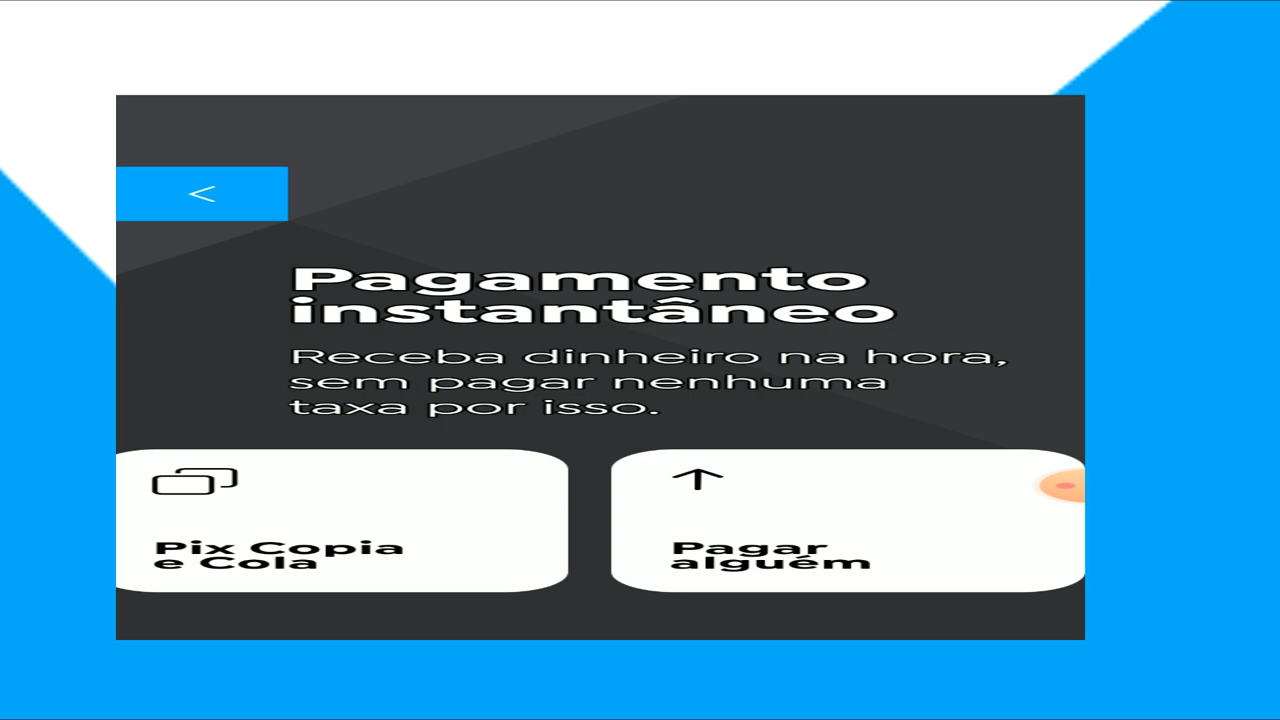 <
Pagamento
instantâneo
Receba dinheiro na hora,
sem pagar nenhuma
taxa por isso.
Pix Copia
e Cola
Pagar
alguém